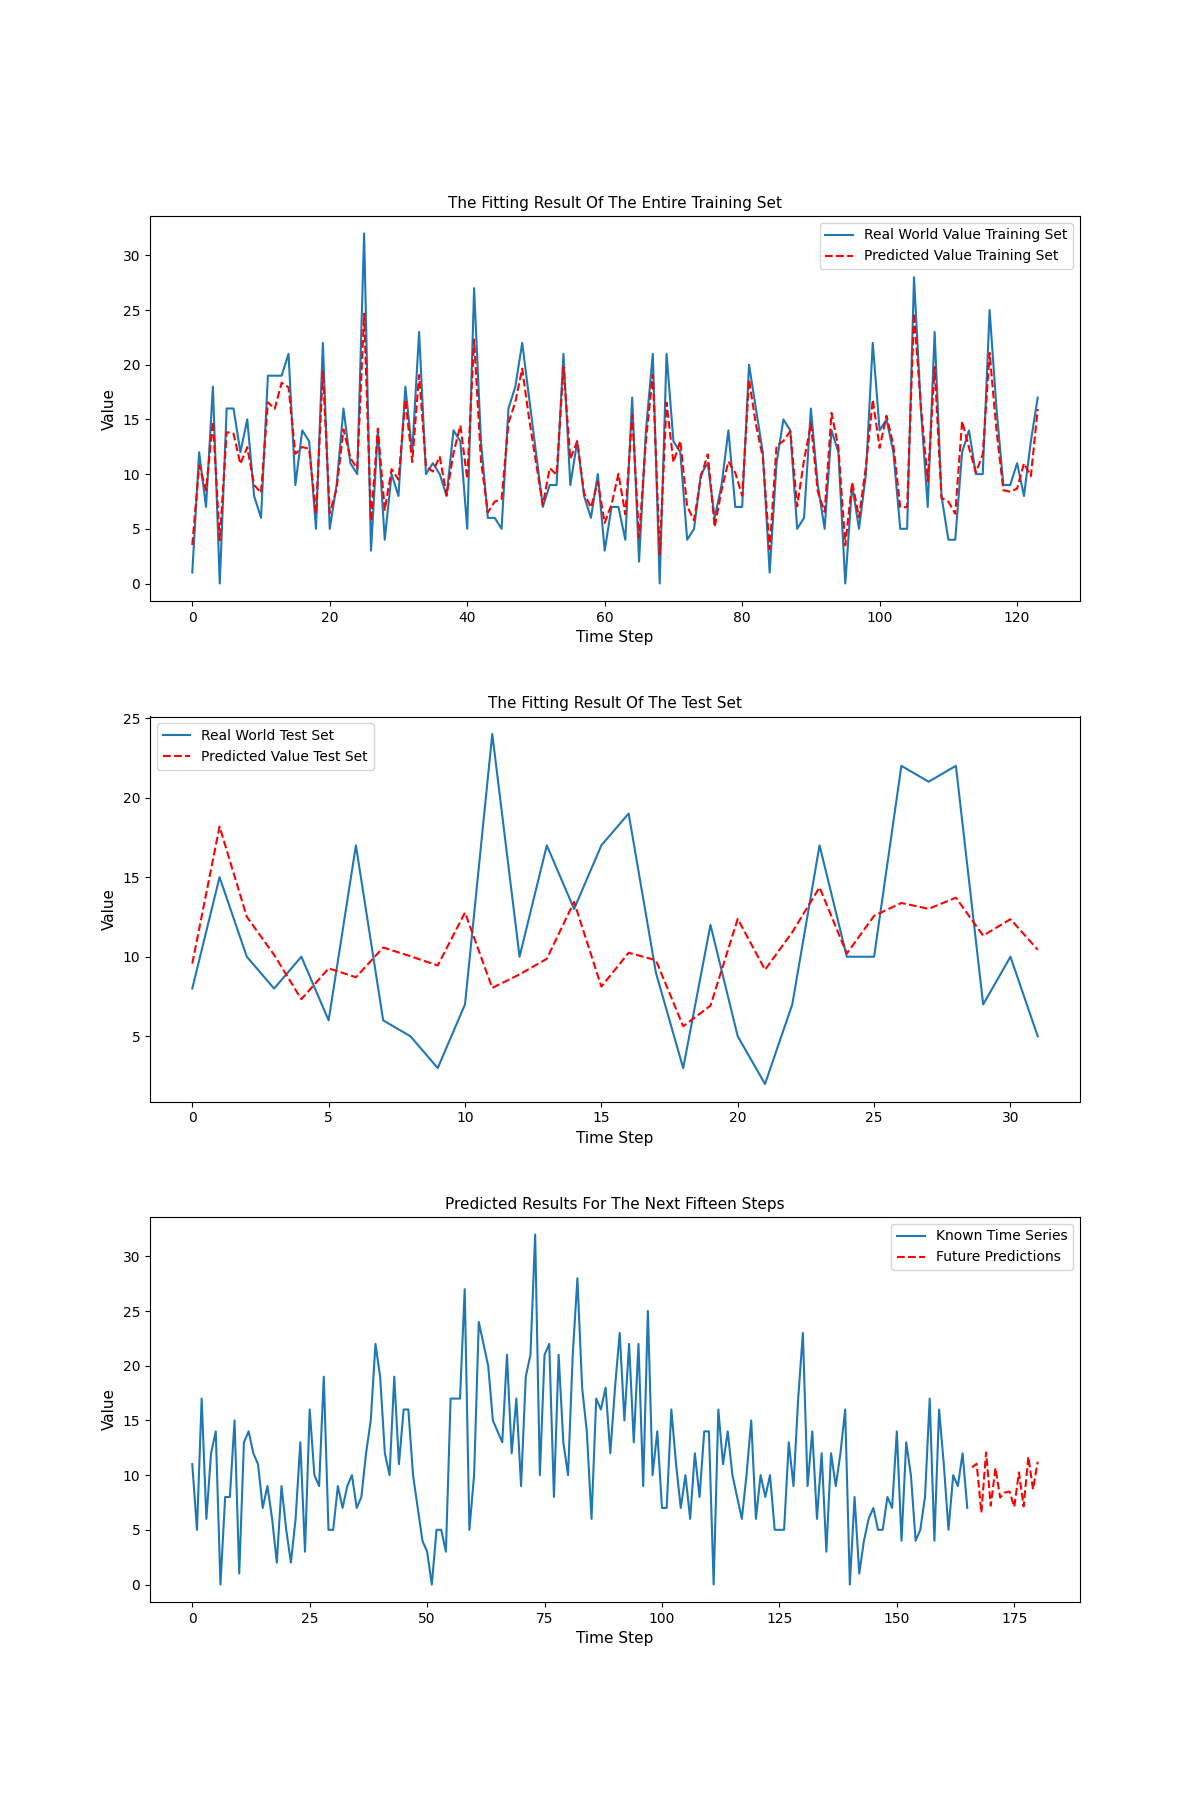 The Fitting Result Of The Entire Training Set
Real World Value Training Set
Predicted Value Training Set
Value
30
25
20
15
10
5
0
0 20 40 60 80 100 120
Time Step
The Fitting Result Of The Test Set
Real World Test Set
Predicted Value Test Set
Value
25
20
15
10
5
0 5 10 15 20 25 30
Time Step
Predicted Results For The Next Fifteen Steps
Known Time Series
Future Predictions
Value
30
25
20
15
10
5
0
0 25 50 75 100 125 150 175
Time Step